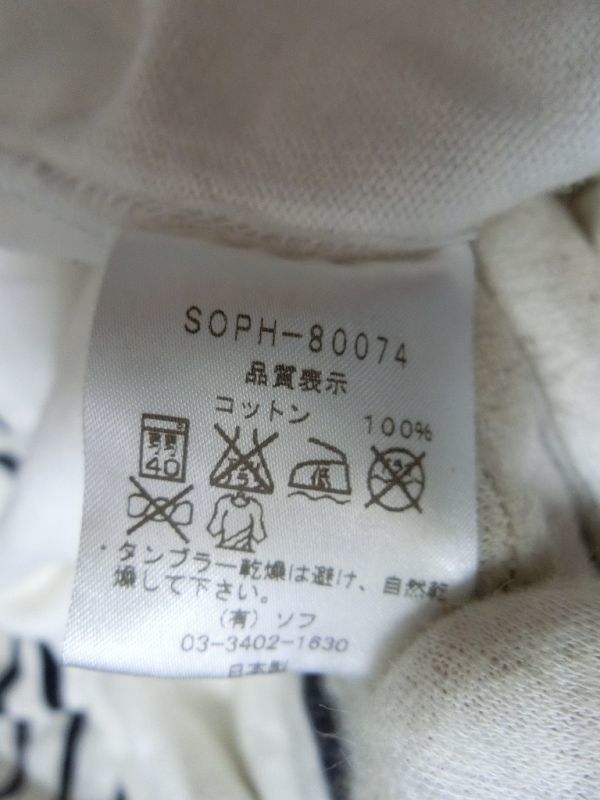 SOPH-80074
品質表示
コットン 100%
40
低
・タンブラー乾燥は避け、自然乾
燥して下さい。
(有) ソフ
03-3402-1630
日本製